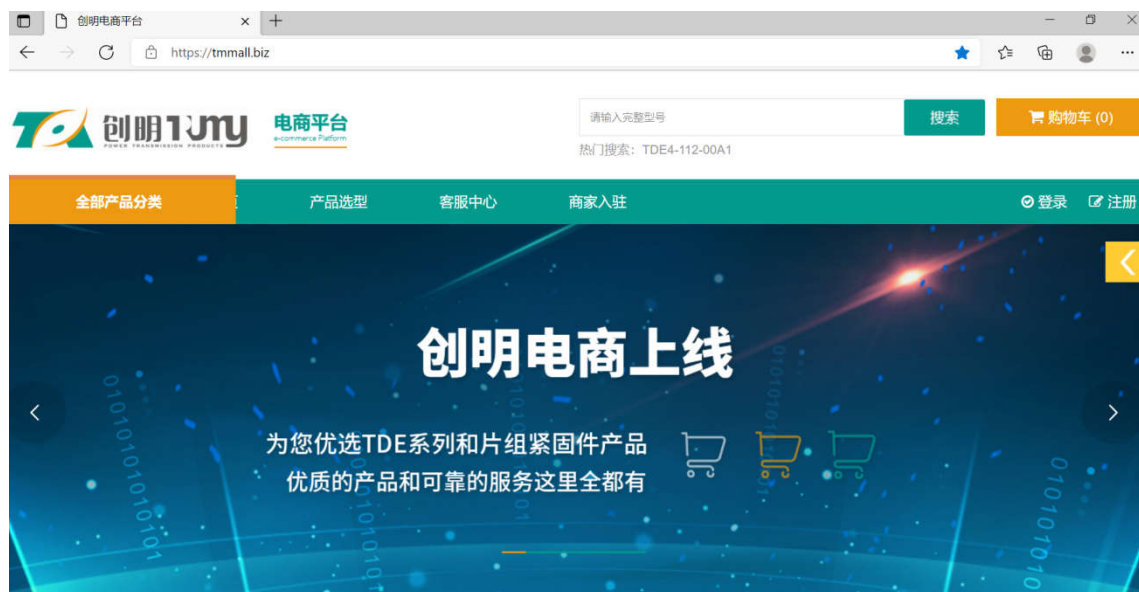 创明电商平台
https://tmmall.biz
创明
POWER TRANSMISSION PRODUCTS
电商平台
e-commerce Platform
请输入完整型号
搜索
购物车 (0)
热门搜索: TDE4-112-00A1
全部产品分类
产品选型
客服中心
商家入驻
登录
注册
创明电商上线
为您优选TDE系列和片组紧固件产品
优质的产品和可靠的服务这里全都有